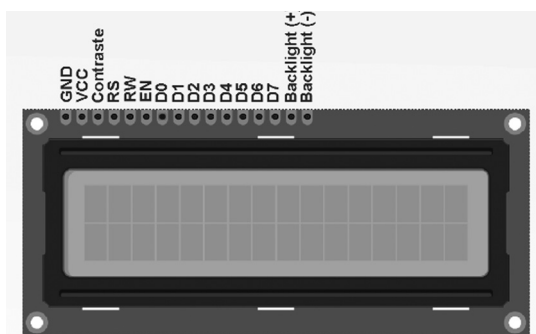 GND
VCC
Contraste
RS
RW
EN
D0
D1
D2
D3
D4
D5
D6
D7
Backlight (+
Backlight (-)